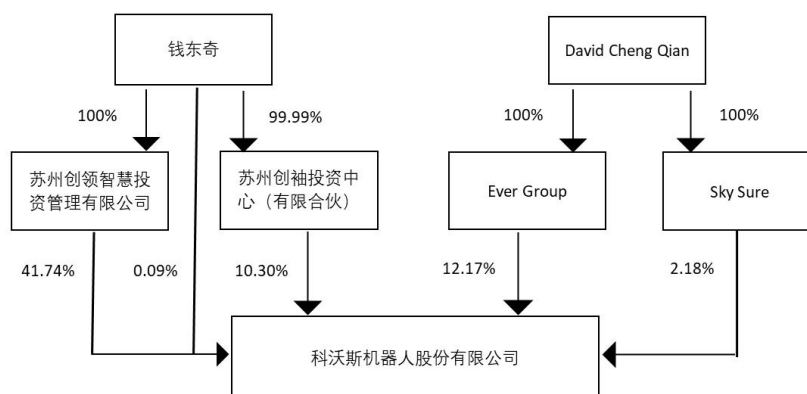 钱东奇
David Cheng Qian
100%
99.99%
100%
100%
苏州创领智慧投
资管理有限公司
苏州创袖投资中
心（有限合伙）
Ever Group
Sky Sure
41.74%
0.09%
10.30%
12.17%
2.18%
科沃斯机器人股份有限公司